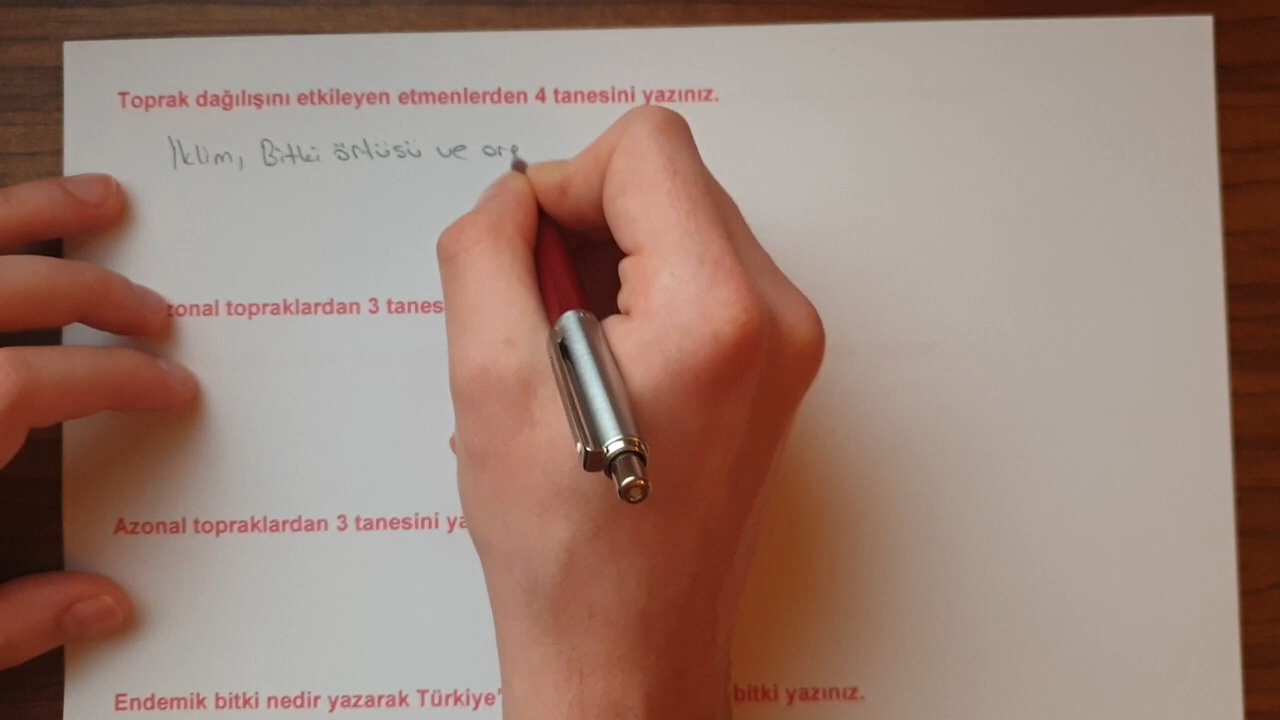 Toprak dağılışını etkileyen etmenlerden 4 tanesini yazınız.
İklim, Bitki örtüsü ve org
zonal topraklardan 3 tanes
Azonal topraklardan 3 tanesini ya
Endemik bitki nedir yazarak Türkiye' bitki yazınız.